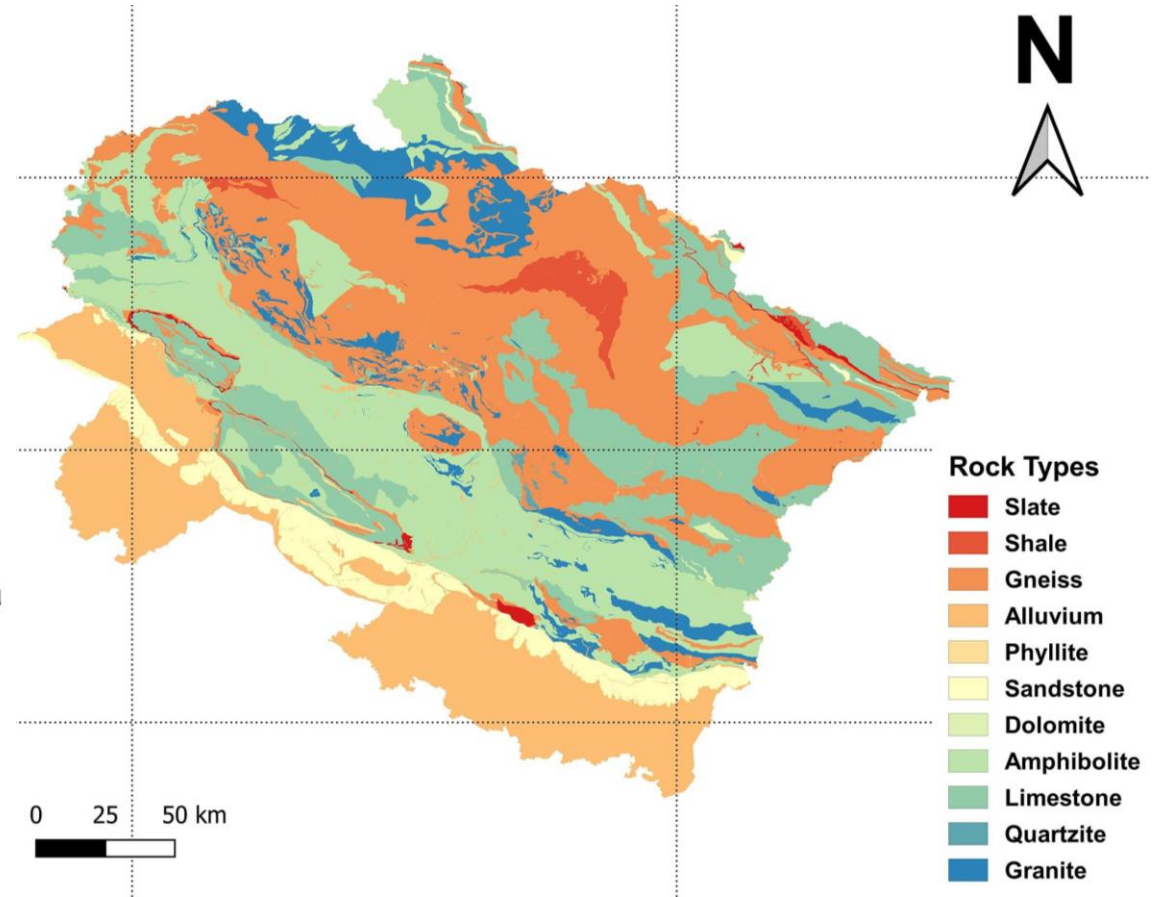 N
Rock Types
Slate
Shale
Gneiss
Alluvium
Phyllite
Sandstone
Dolomite
Amphibolite
Limestone
Quartzite
Granite
0 25 50 km